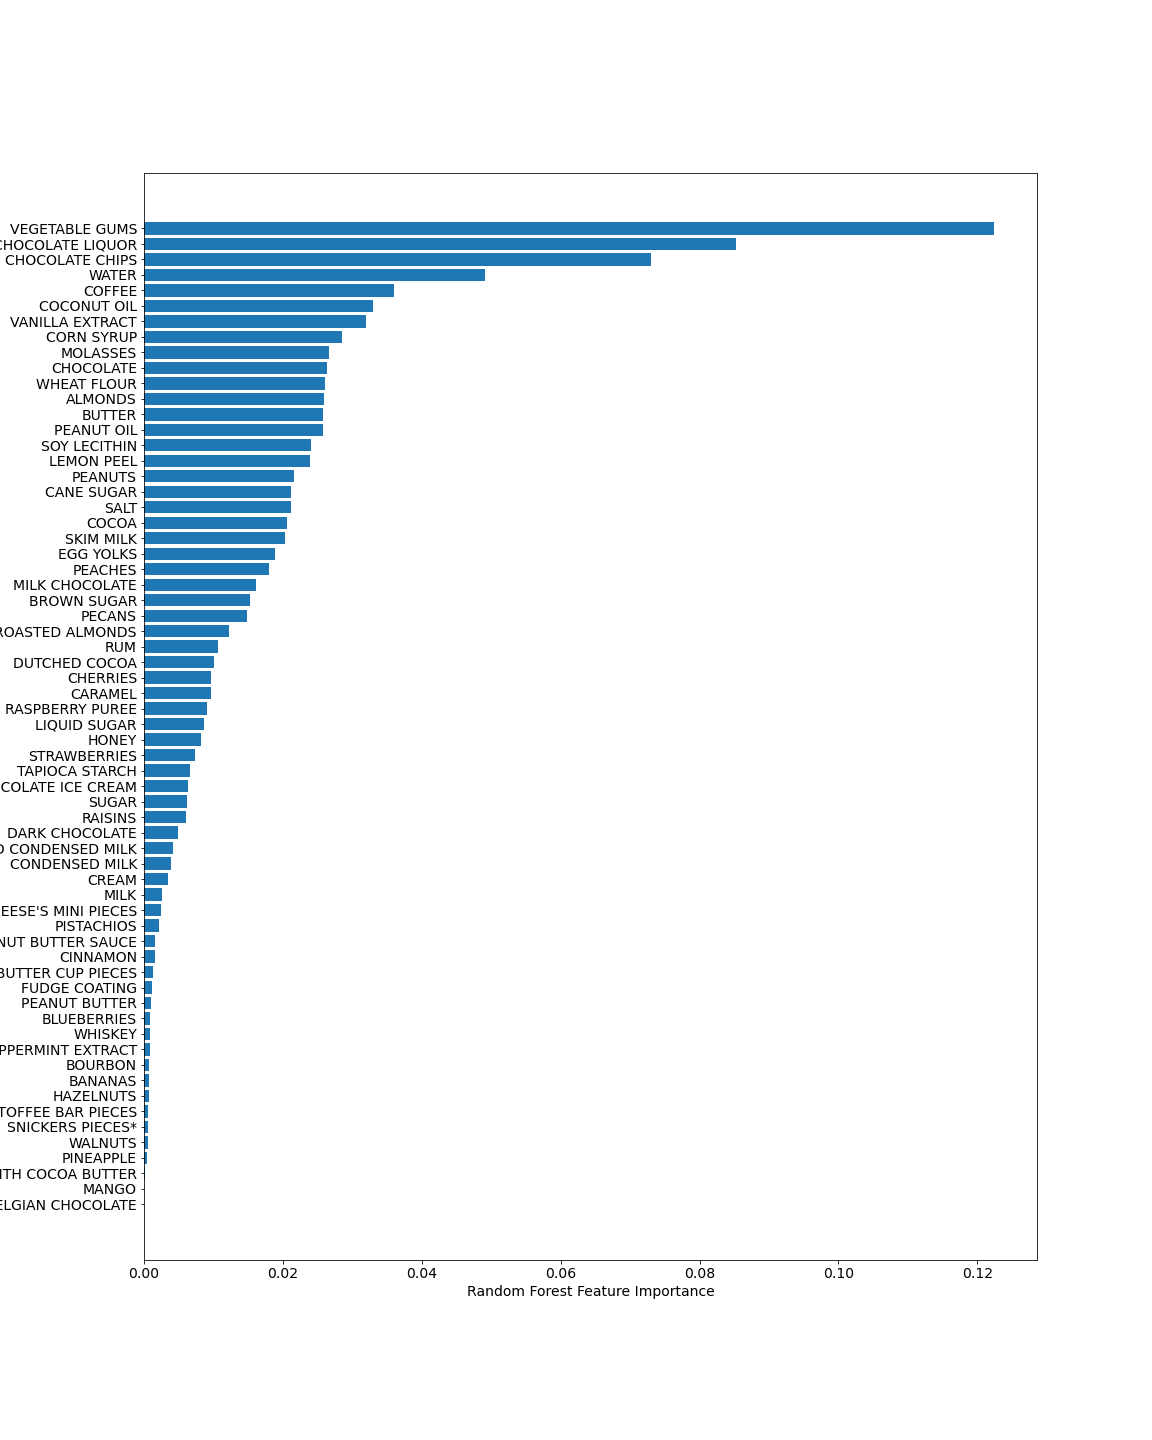 VEGETABLE GUMS
CHOCOLATE LIQUOR
CHOCOLATE CHIPS
WATER
COFFEE
COCONUT OIL
VANILLA EXTRACT
CORN SYRUP
MOLASSES
CHOCOLATE
WHEAT FLOUR
ALMONDS
BUTTER
PEANUT OIL
SOY LECITHIN
LEMON PEEL
PEANUTS
CANE SUGAR
SALT
COCOA
SKIM MILK
EGG YOLKS
PEACHES
MILK CHOCOLATE
BROWN SUGAR
PECANS
ROASTED ALMONDS
RUM
DUTCHED COCOA
CHERRIES
CARAMEL
RASPBERRY PUREE
LIQUID SUGAR
HONEY
STRAWBERRIES
TAPIOCA STARCH
COLATE ICE CREAM
SUGAR
RAISINS
DARK CHOCOLATE
D CONDENSED MILK
CONDENSED MILK
CREAM
MILK
EESE'S MINI PIECES
PISTACHIOS
NUT BUTTER SAUCE
CINNAMON
BUTTER CUP PIECES
FUDGE COATING
PEANUT BUTTER
BLUEBERRIES
WHISKEY
PPERMINT EXTRACT
BOURBON
BANANAS
HAZELNUTS
TOFFEE BAR PIECES
SNICKERS PIECES*
WALNUTS
PINEAPPLE
ITH COCOA BUTTER
MANGO
ELGIAN CHOCOLATE
0.00 0.02 0.04 0.06 0.08 0.10 0.12
Random Forest Feature Importance